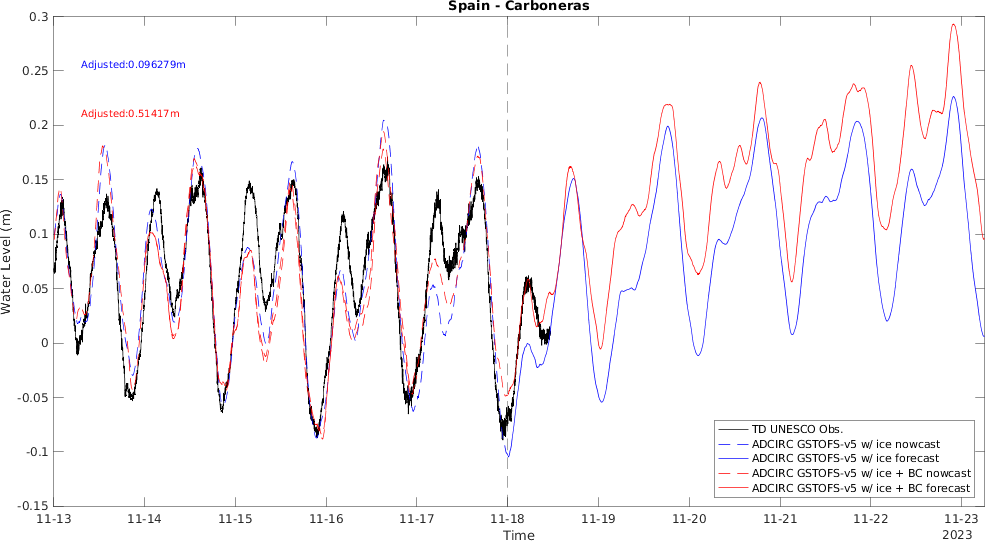 Spain - Carboneras
0.3
0.25
0.2
0.15
0.1
0.05
0
-0.05
-0.1
-0.15
Water Level (m)
Adjusted:0.096279m
Adjusted:0.51417m
TD UNESCO Obs.
ADCIRC GSTOFS-v5 w/ ice nowcast
ADCIRC GSTOFS-v5 w/ ice forecast
ADCIRC GSTOFS-v5 w/ ice + BC nowcast
ADCIRC GSTOFS-v5 w/ ice + BC forecast
11-13 11-14 11-15 11-16 11-17 11-18 11-19 11-20 11-21 11-22 11-23
Time
2023